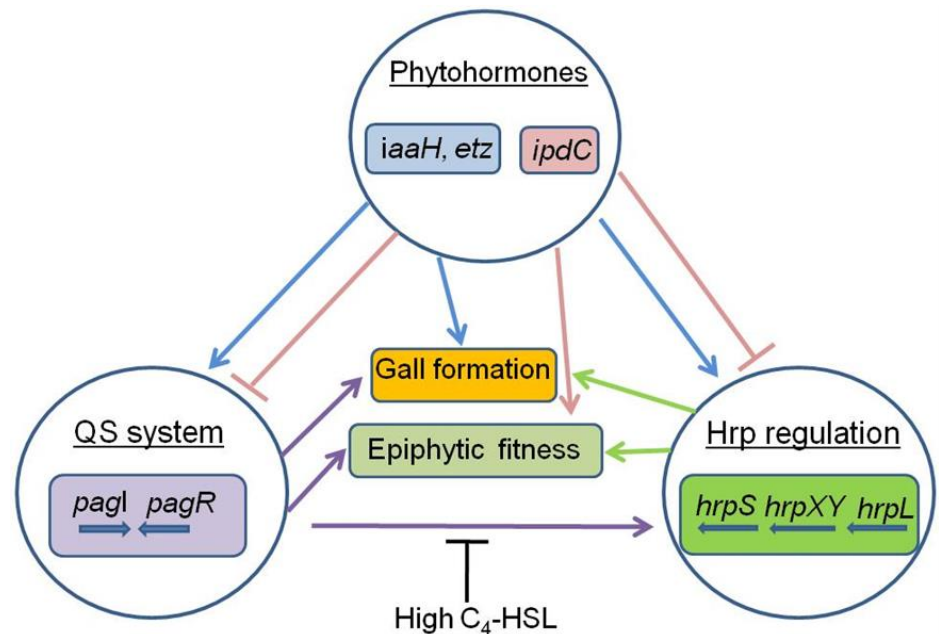 Phytohormones
iaaH, etz ipdC
Gall formation
Epiphytic fitness
QS system
pagI pagR
Hrp regulation
hrpS hrpXY hrpL
High C₄-HSL